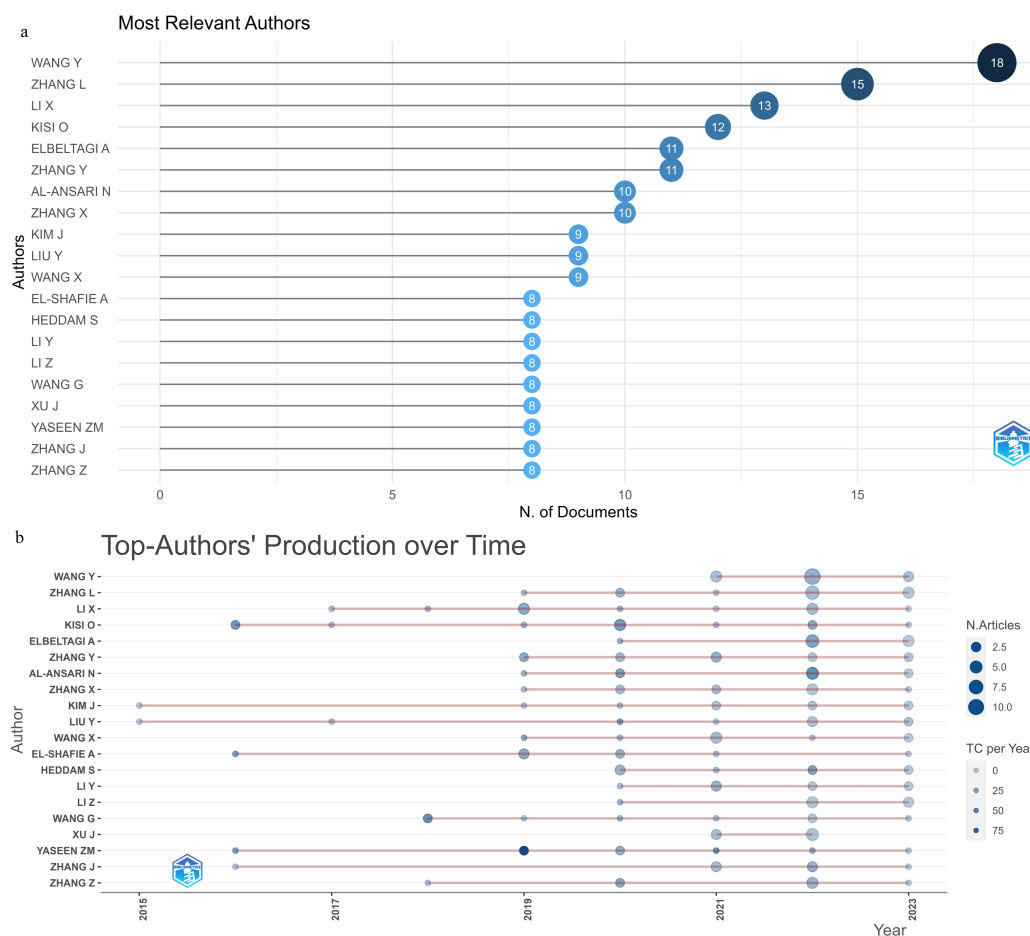 a
Most Relevant Authors
WANG Y 18
ZHANG L 15
LI X 13
KISI O 12
ELBELTAGI A 11
ZHANG Y 11
AL-ANSARI N 10
ZHANG X 10
KIM J 9
LIU Y 9
WANG X 9
EL-SHAFIE A 8
HEDDAM S 8
LI Y 8
LI Z 8
WANG G 8
XU J 8
YASEEN ZM 8
ZHANG J 8
ZHANG Z 8
Authors
0 5 10 15
N. of Documents
b
Top-Authors' Production over Time
WANG Y
ZHANG L
LI X
KISI O
ELBELTAGI A
ZHANG Y
AL-ANSARI N
ZHANG X
KIM J
LIU Y
WANG X
EL-SHAFIE A
HEDDAM S
LI Y
LI Z
WANG G
XU J
YASEEN ZM
ZHANG J
ZHANG Z
Author
2015 2017 2019 2021 2023
Year
N.Articles
2.5
5.0
7.5
10.0
TC per Yea
0
25
50
75